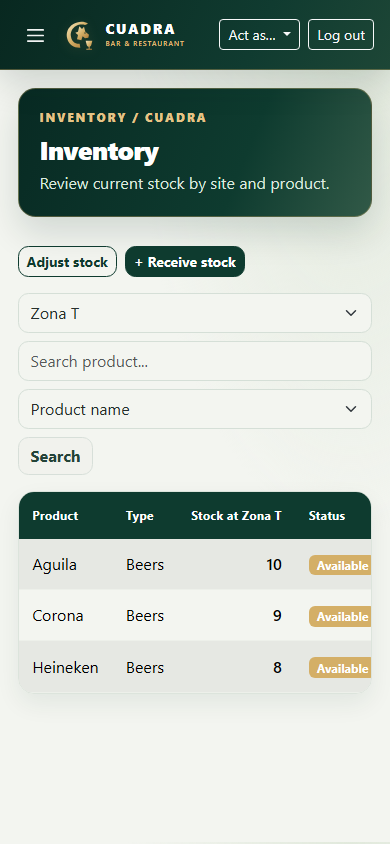 CUADRA
BAR & RESTAURANT
Act as...
Log out
INVENTORY / CUADRA
Inventory
Review current stock by site and product.
Adjust stock
+ Receive stock
Zona T
Search product...
Product name
Search
Product Type Stock at Zona T Status
Aguila Beers 10 Available
Corona Beers 9 Available
Heineken Beers 8 Available